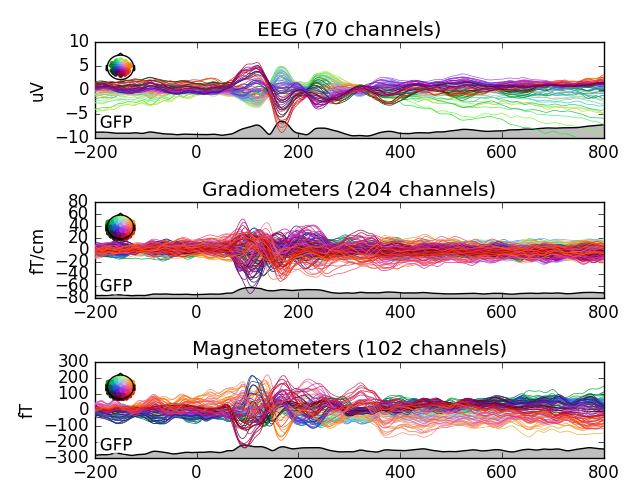 EEG (70 channels)
10
5
0
−5
−10
uV
GFP
−200 0 200 400 600 800
Gradiometers (204 channels)
80
60
40
20
0
−20
−40
−60
−80
fT/cm
GFP
−200 0 200 400 600 800
Magnetometers (102 channels)
300
200
100
0
−100
−200
−300
fT
GFP
−200 0 200 400 600 800